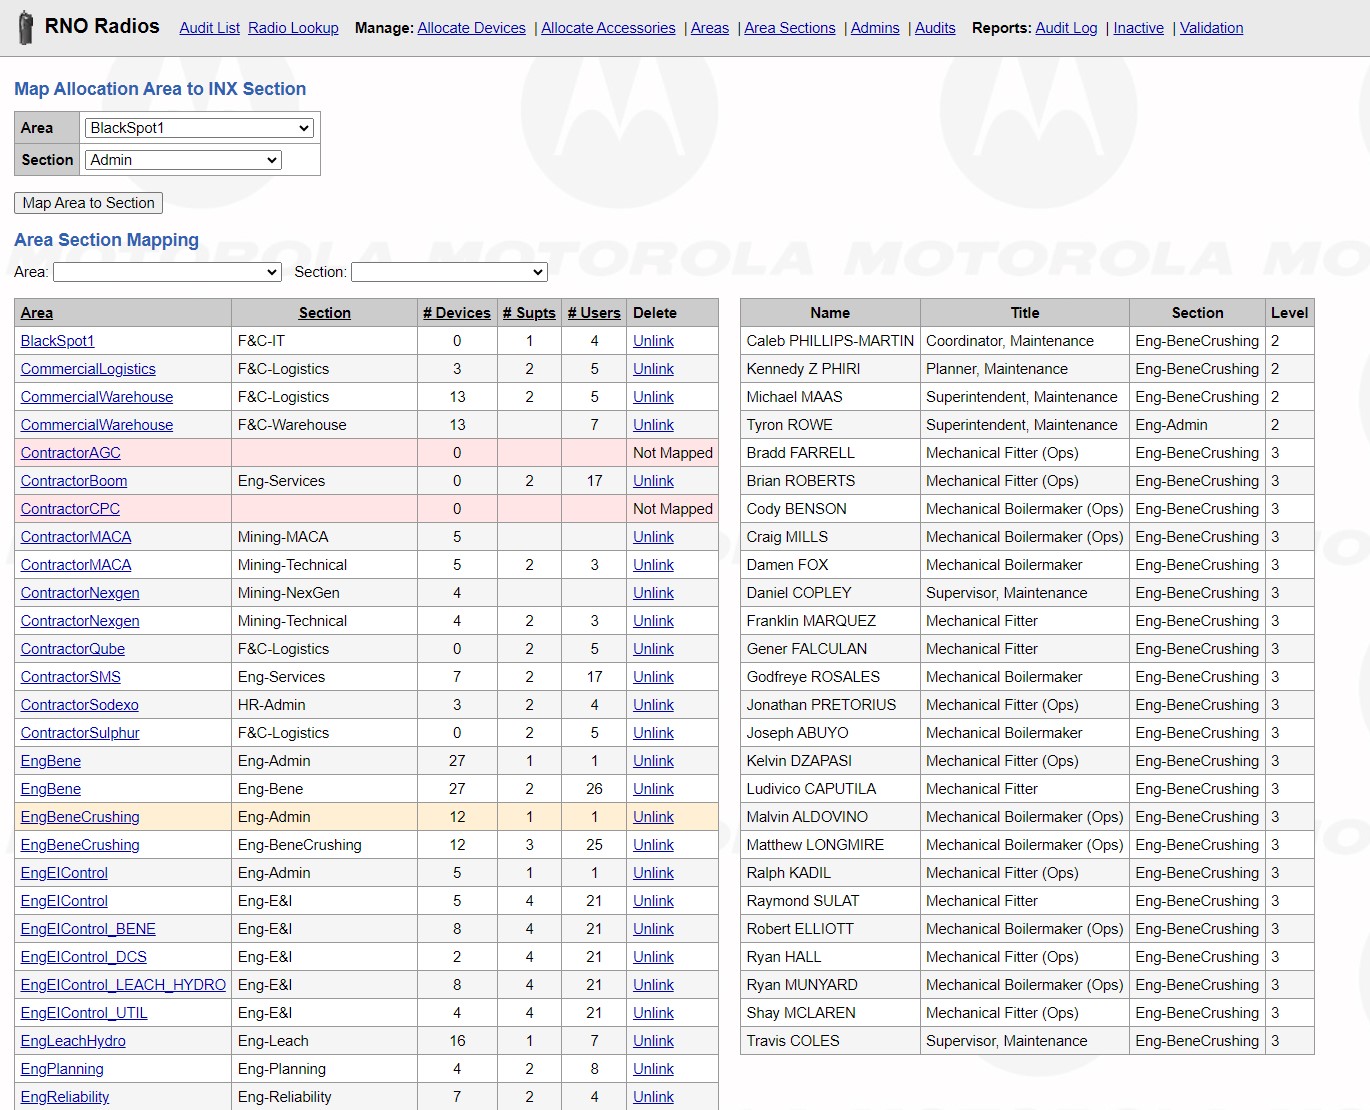 RNO Radios Audit List Radio Lookup Manage: Allocate Devices | Allocate Accessories | Areas | Area Sections | Admins | Audits Reports: Audit Log | Inactive | Validation
Map Allocation Area to INX Section
Area BlackSpot1
Section Admin
Map Area to Section
Area Section Mapping
MOTOROLA MOTOROLA MOTOROLA MO
Area: Section:
Area Section # Devices # Supts # Users Delete
BlackSpot1 F&C-IT 0 1 4 Unlink
CommercialLogistics F&C-Logistics 3 2 5 Unlink
CommercialWarehouse F&C-Logistics 13 2 5 Unlink
CommercialWarehouse F&C-Warehouse 13 7 Unlink
ContractorAGC 0 Not Mapped
ContractorBoom Eng-Services 0 2 17 Unlink
ContractorCPC 0 Not Mapped
ContractorMACA Mining-MACA 5 Unlink
ContractorMACA Mining-Technical 5 2 3 Unlink
ContractorNexgen Mining-NexGen 4 Unlink
ContractorNexgen Mining-Technical 4 2 3 Unlink
ContractorQube F&C-Logistics 0 2 5 Unlink
ContractorSMS Eng-Services 7 2 17 Unlink
ContractorSodexo HR-Admin 3 2 4 Unlink
ContractorSulphur F&C-Logistics 0 2 5 Unlink
EngBene Eng-Admin 27 1 1 Unlink
EngBene Eng-Bene 27 2 26 Unlink
EngBeneCrushing Eng-Admin 12 1 1 Unlink
EngBeneCrushing Eng-BeneCrushing 12 3 25 Unlink
EngEIControl Eng-Admin 5 1 1 Unlink
EngEIControl Eng-E&I 5 4 21 Unlink
EngEIControl_BENE Eng-E&I 8 4 21 Unlink
EngEIControl_DCS Eng-E&I 2 4 21 Unlink
EngEIControl_LEACH_HYDRO Eng-E&I 8 4 21 Unlink
EngEIControl_UTIL Eng-E&I 4 4 21 Unlink
EngLeachHydro Eng-Leach 16 1 7 Unlink
EngPlanning Eng-Planning 4 2 8 Unlink
EngReliability Eng-Reliability 7 2 4 Unlink
Name Title Section Level
Caleb PHILLIPS-MARTIN Coordinator, Maintenance Eng-BeneCrushing 2
Kennedy Z PHIRI Planner, Maintenance Eng-BeneCrushing 2
Michael MAAS Superintendent, Maintenance Eng-BeneCrushing 2
Tyron ROWE Superintendent, Maintenance Eng-Admin 2
Bradd FARRELL Mechanical Fitter (Ops) Eng-BeneCrushing 3
Brian ROBERTS Mechanical Fitter (Ops) Eng-BeneCrushing 3
Cody BENSON Mechanical Boilermaker (Ops) Eng-BeneCrushing 3
Craig MILLS Mechanical Boilermaker (Ops) Eng-BeneCrushing 3
Damen FOX Mechanical Boilermaker Eng-BeneCrushing 3
Daniel COPLEY Supervisor, Maintenance Eng-BeneCrushing 3
Franklin MARQUEZ Mechanical Fitter Eng-BeneCrushing 3
Gener FALCULAN Mechanical Fitter Eng-BeneCrushing 3
Godfreye ROSALES Mechanical Boilermaker Eng-BeneCrushing 3
Jonathan PRETORIUS Mechanical Fitter (Ops) Eng-BeneCrushing 3
Joseph ABUYO Mechanical Boilermaker Eng-BeneCrushing 3
Kelvin DZAPASI Mechanical Fitter (Ops) Eng-BeneCrushing 3
Ludivico CAPUTILA Mechanical Fitter Eng-BeneCrushing 3
Malvin ALDOVINO Mechanical Boilermaker (Ops) Eng-BeneCrushing 3
Matthew LONGMIRE Mechanical Boilermaker (Ops) Eng-BeneCrushing 3
Ralph KADIL Mechanical Fitter (Ops) Eng-BeneCrushing 3
Raymond SULAT Mechanical Fitter Eng-BeneCrushing 3
Robert ELLIOTT Mechanical Boilermaker (Ops) Eng-BeneCrushing 3
Ryan HALL Mechanical Fitter (Ops) Eng-BeneCrushing 3
Ryan MUNYARD Mechanical Boilermaker (Ops) Eng-BeneCrushing 3
Shay MCLAREN Mechanical Fitter (Ops) Eng-BeneCrushing 3
Travis COLES Supervisor, Maintenance Eng-BeneCrushing 3